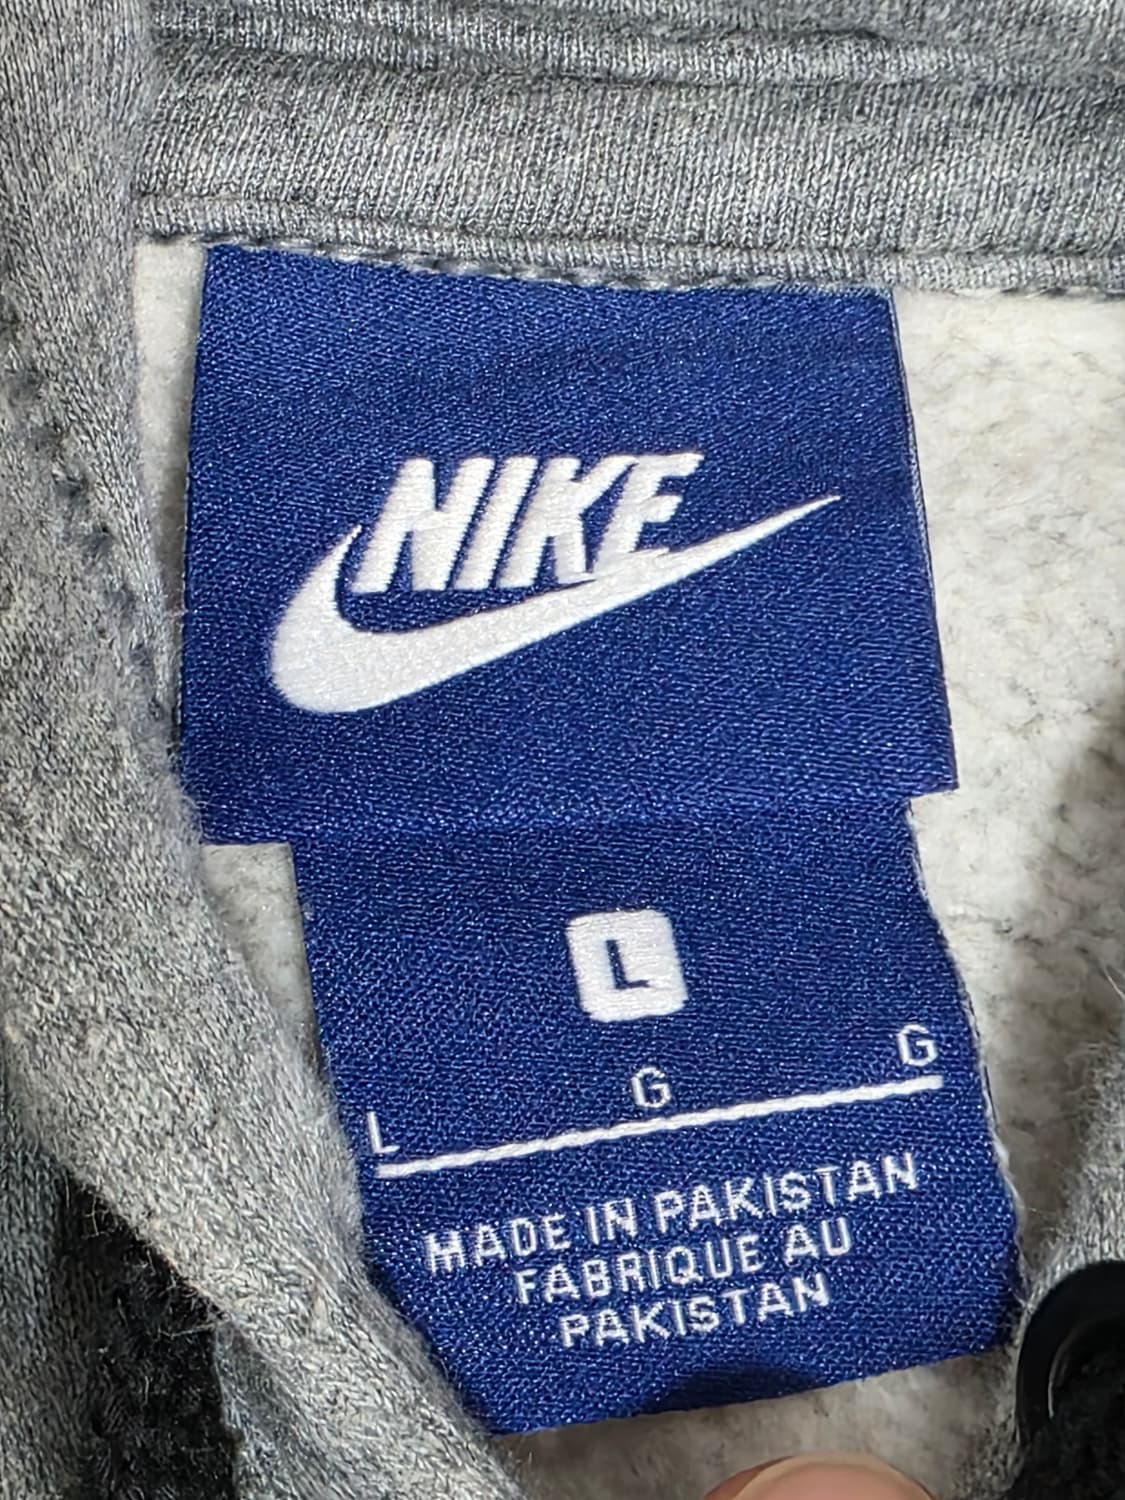 NIKE
L
L G G
MADE IN PAKISTAN
FABRIQUE AU
PAKISTAN